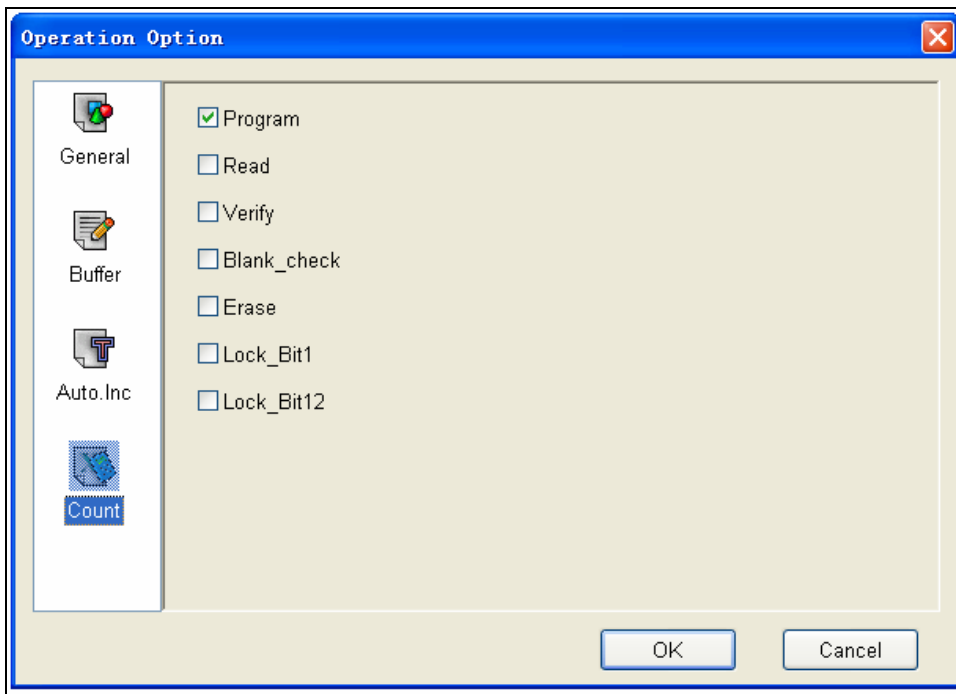 Operation Option
General
Buffer
Auto.Inc
Count
Program
Read
Verify
Blank_check
Erase
Lock_Bit1
Lock_Bit12
OK
Cancel